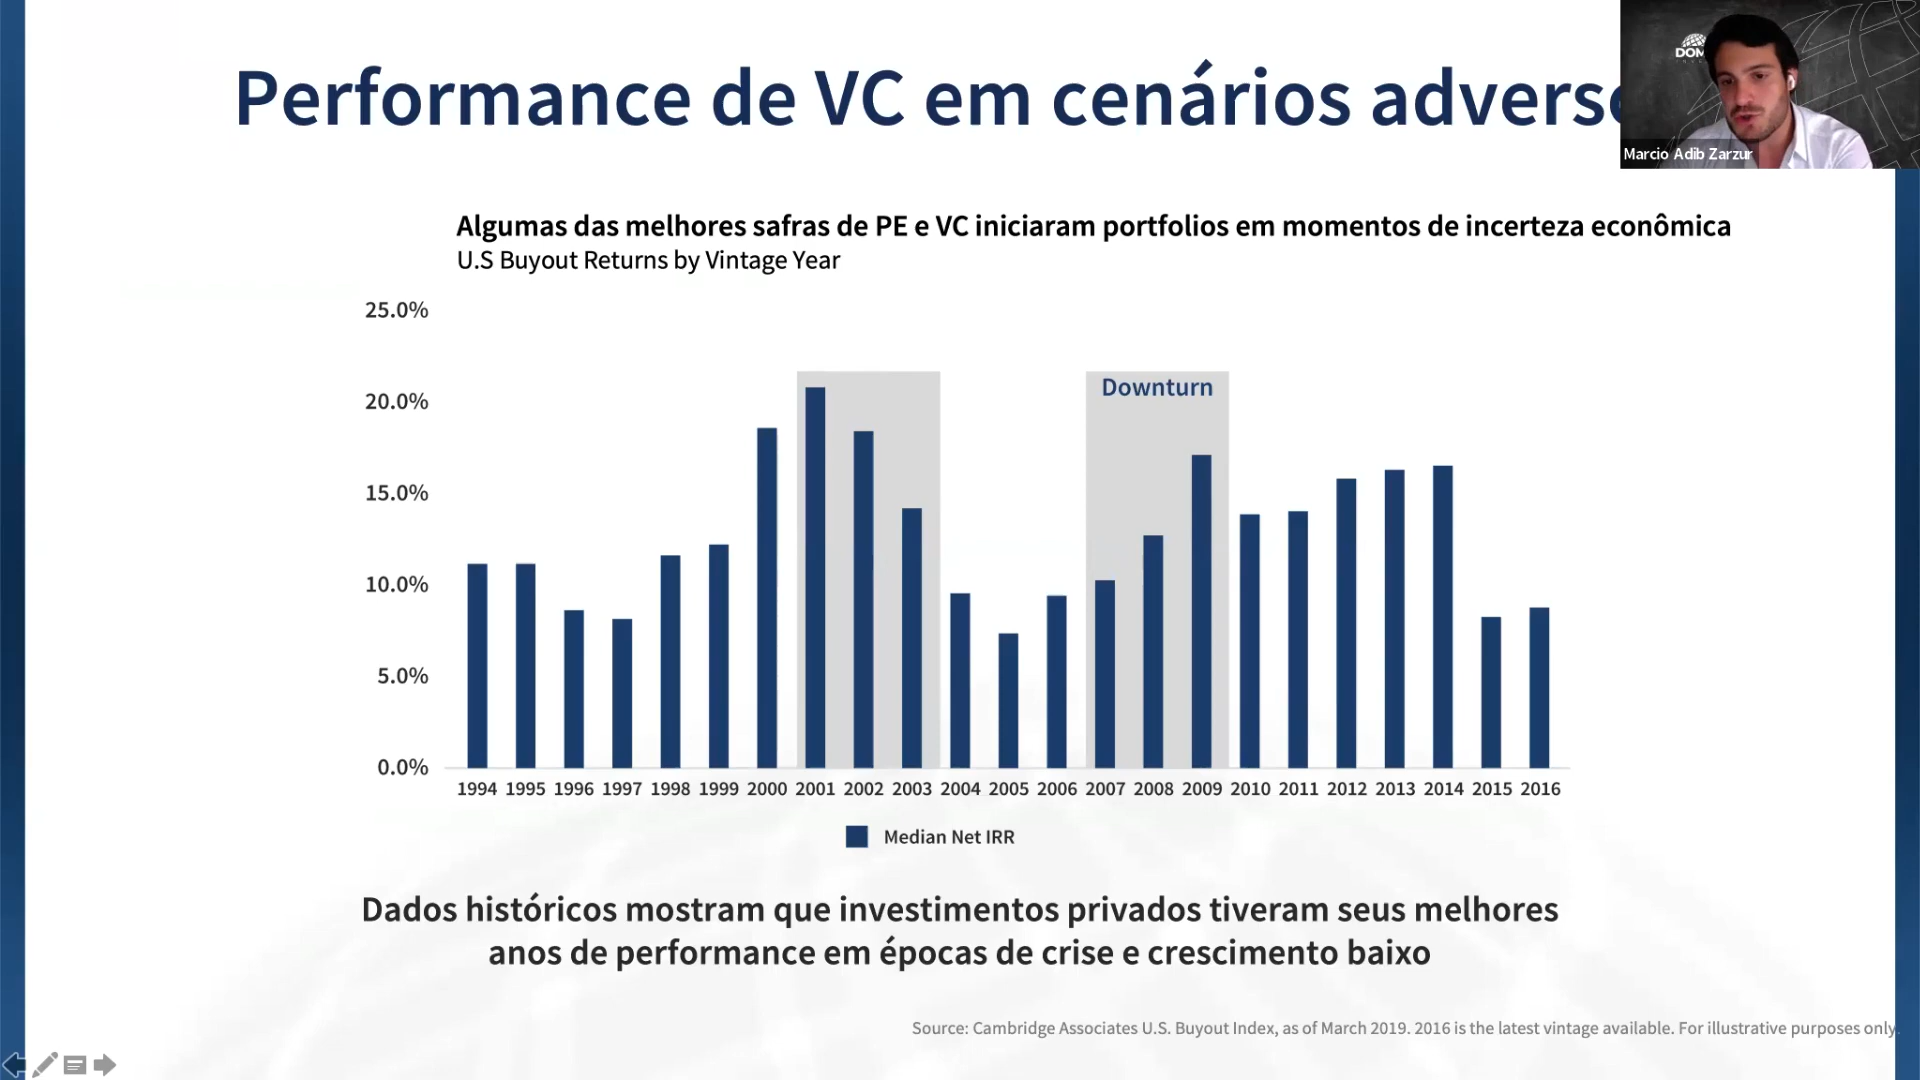 Performance de VC em cenários adverso
DOM
Marcio Adib Zarzur
Algumas das melhores safras de PE e VC iniciaram portfolios em momentos de incerteza econômica
U.S Buyout Returns by Vintage Year
25.0%
20.0%
15.0%
10.0%
5.0%
0.0%
Downturn
1994 1995 1996 1997 1998 1999 2000 2001 2002 2003 2004 2005 2006 2007 2008 2009 2010 2011 2012 2013 2014 2015 2016
Median Net IRR
Dados históricos mostram que investimentos privados tiveram seus melhores
anos de performance em épocas de crise e crescimento baixo
Source: Cambridge Associates U.S. Buyout Index, as of March 2019. 2016 is the latest vintage available. For illustrative purposes only.